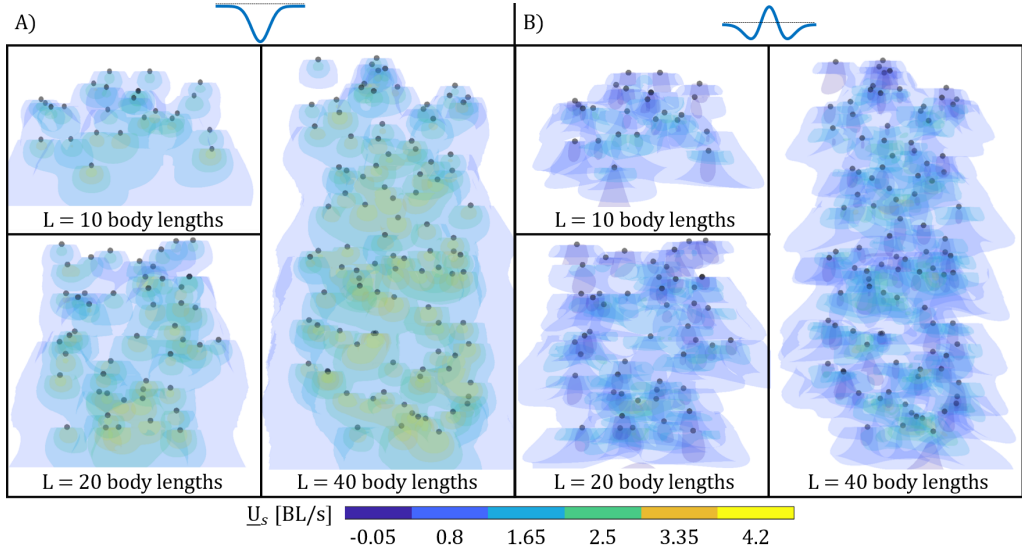 A)
B)
L = 10 body lengths
L = 20 body lengths
L = 40 body lengths
L = 10 body lengths
L = 20 body lengths
L = 40 body lengths
U_s [BL/s]
-0.05 0.8 1.65 2.5 3.35 4.2